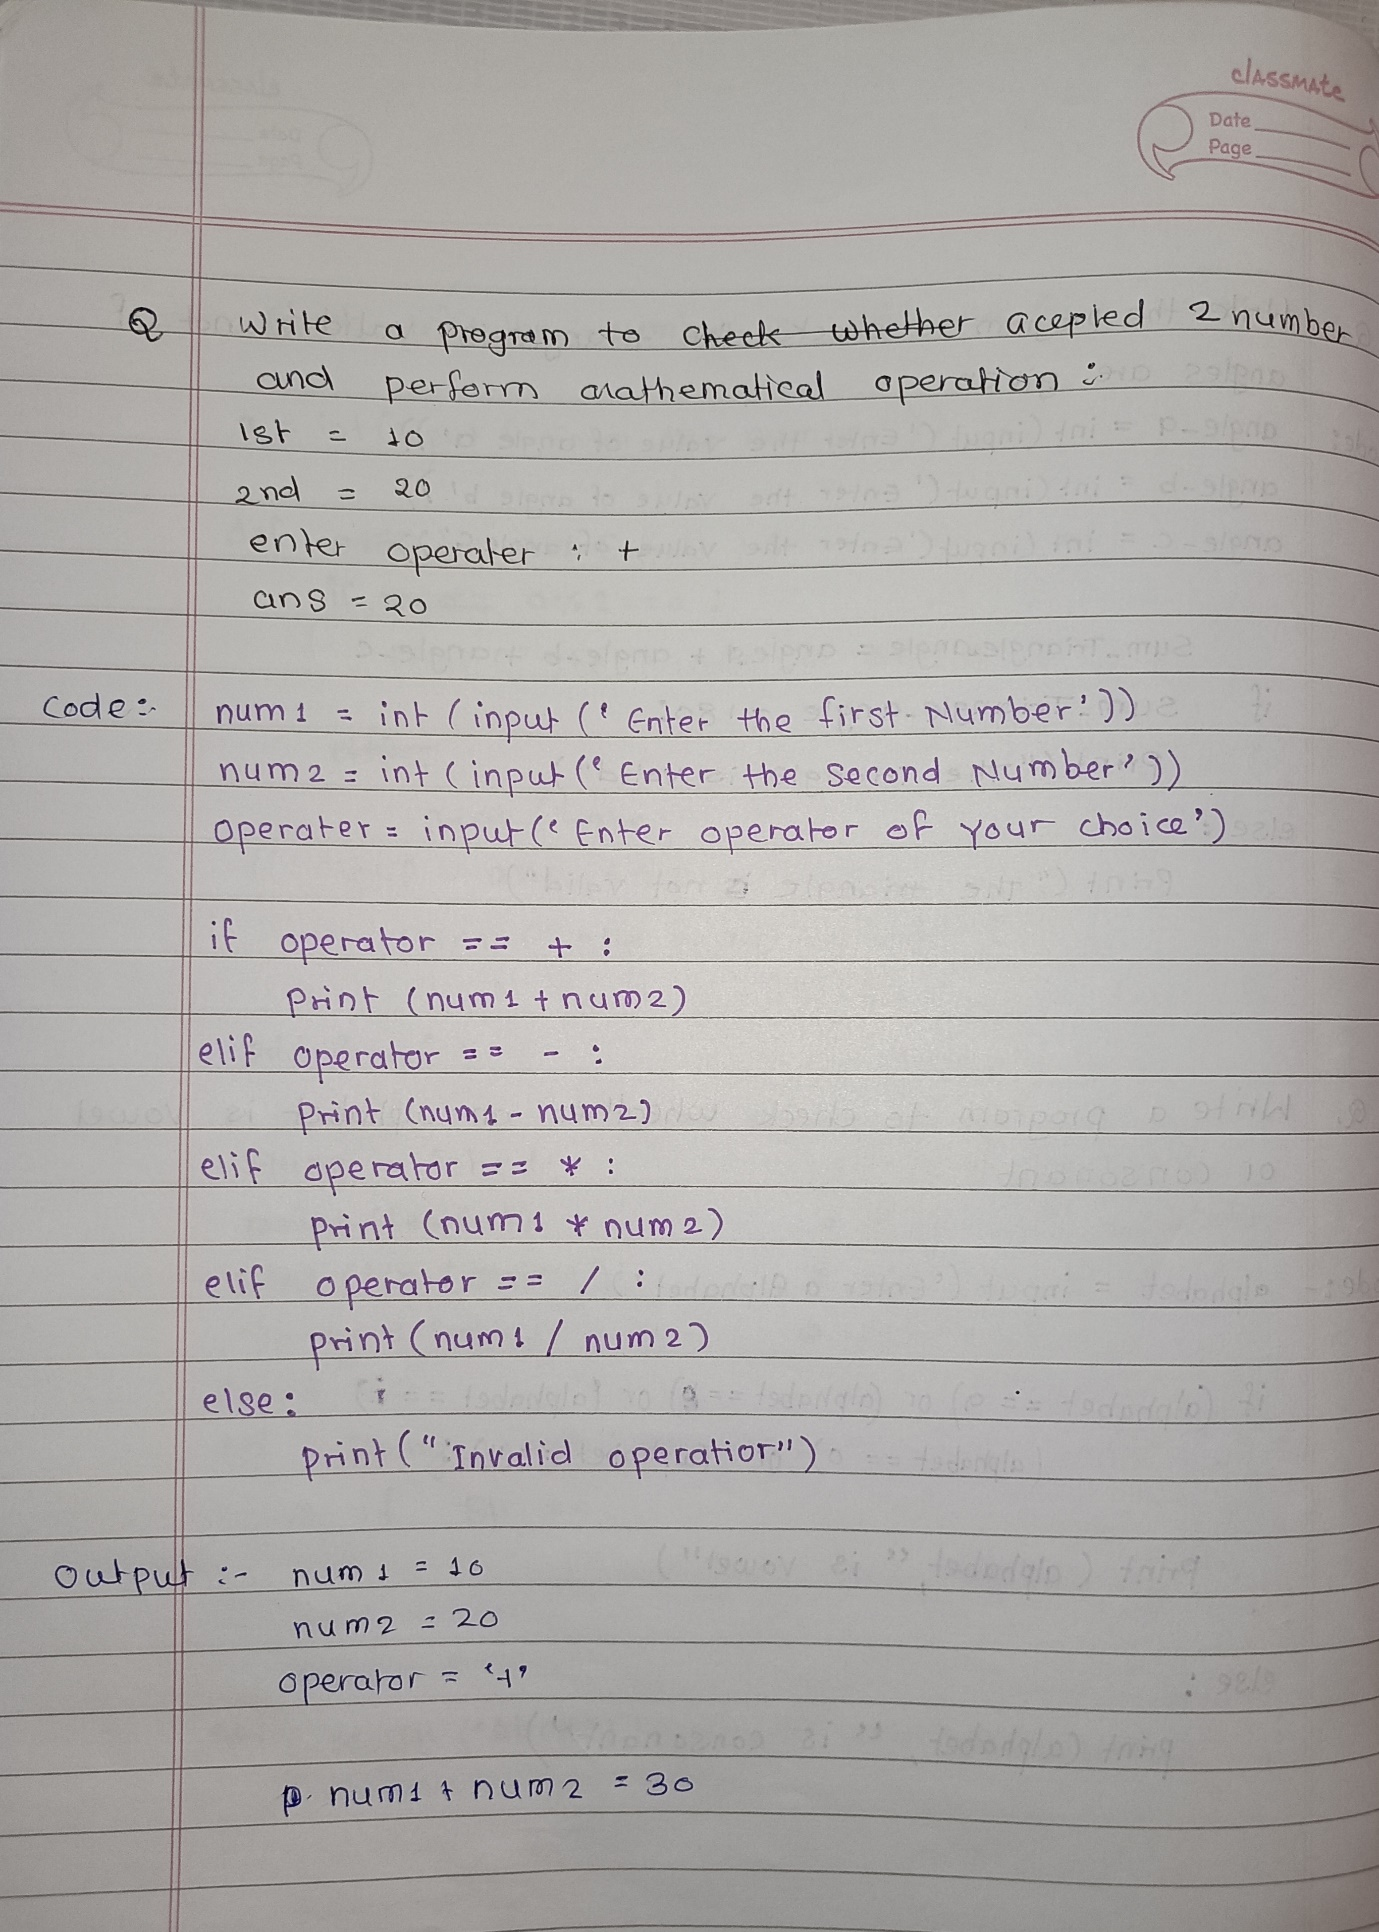 classmate
Date
Page
Q Write a program to check whether acepted 2 number
and perform mathematical operation :-
1st = 10
2nd = 20
enter operater : +
ans = 20
code :- num1 = int (input (' Enter the first Number:'))
num2 = int (input (' Enter the second Number'))
operater = input (' Enter operator of your choice')
if operator == + :
print (num1 + num2)
elif operator == - :
print (num1 - num2)
elif operator == * :
print (num1 * num2)
elif operator == / :
print (num1 / num2)
else :
print ("Invalid operatior")
output :- num1 = 10
num2 = 20
operator = '+'
p. num1 + num2 = 30